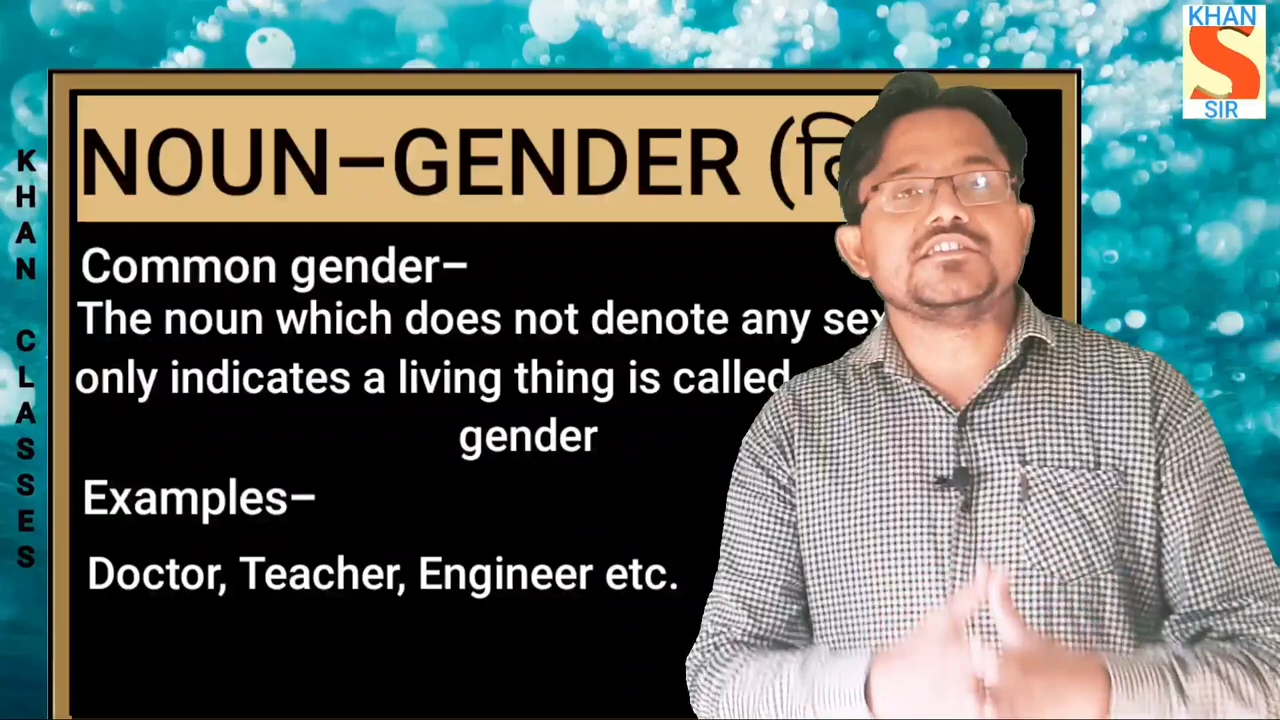 KHAN
SIR
KHAN CLASSES
NOUN–GENDER
Common gender–
The noun which does not denote any
only indicates a living thing is called
gender
Examples–
Doctor, Teacher, Engineer etc.